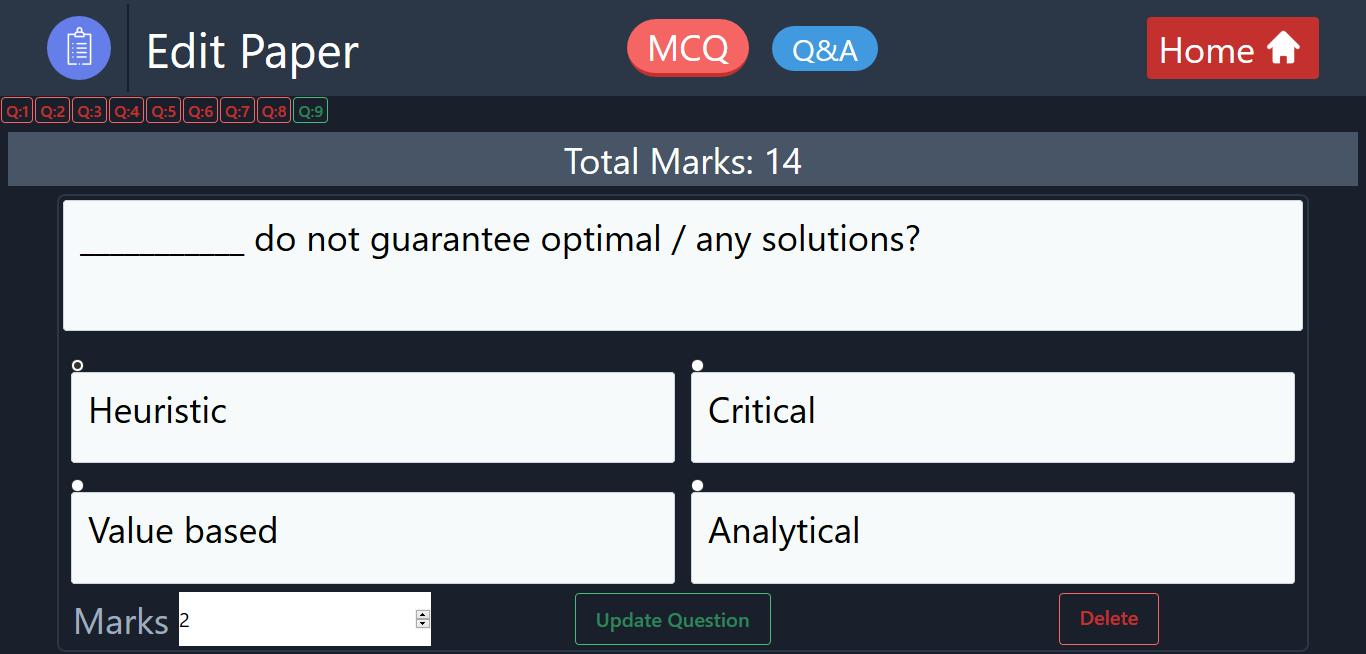 Edit Paper MCQ Q&A Home
Q:1 Q:2 Q:3 Q:4 Q:5 Q:6 Q:7 Q:8 Q:9
Total Marks: 14
___________ do not guarantee optimal / any solutions?
Heuristic Critical
Value based Analytical
Marks 2 Update Question Delete